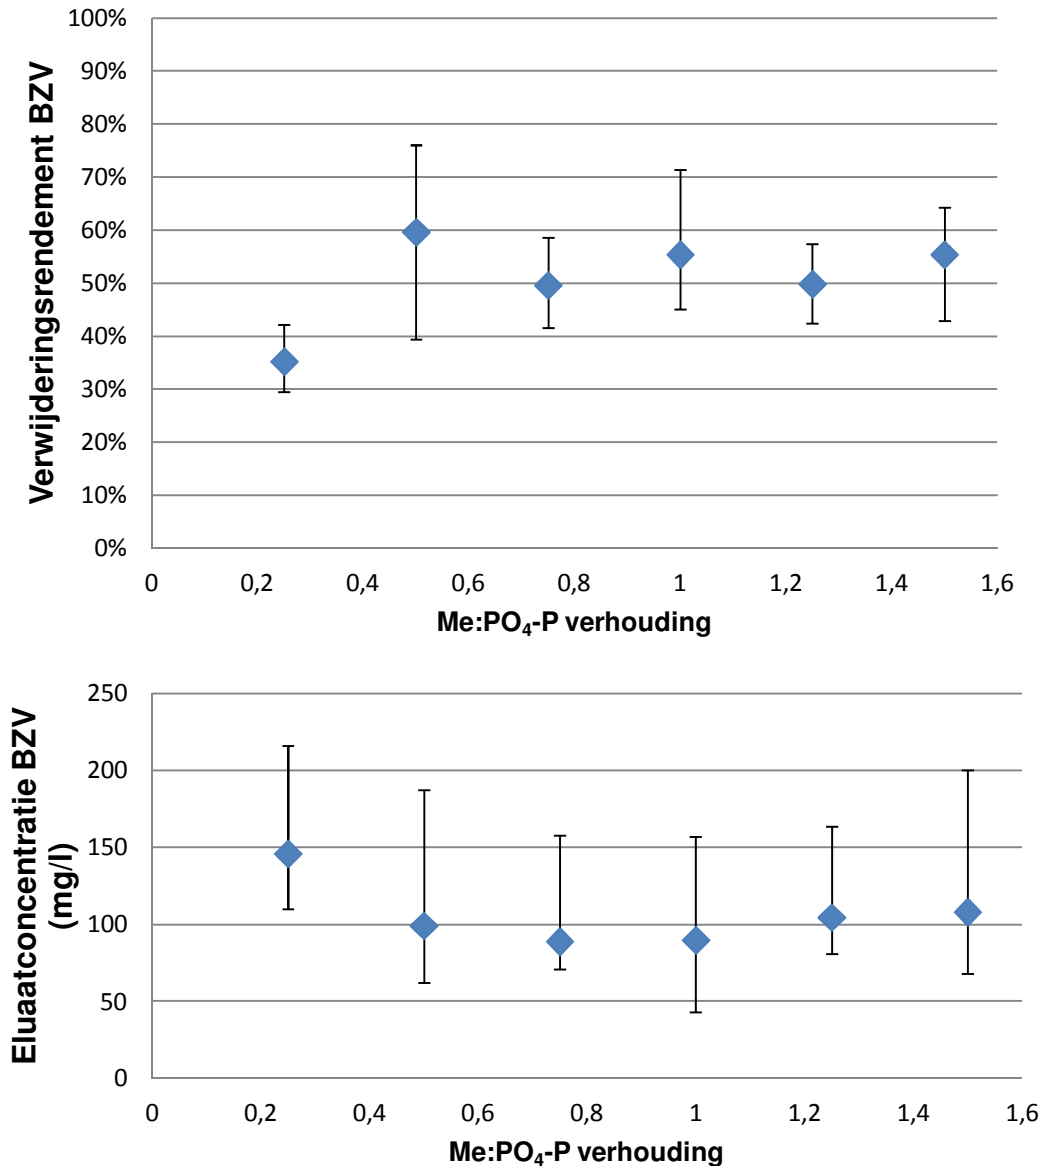 Verwijderingsrendement BZV
100%
90%
80%
70%
60%
50%
40%
30%
20%
10%
0%
0 0,2 0,4 0,6 0,8 1 1,2 1,4 1,6
Me:PO₄-P verhouding
Eluaatconcentratie BZV
(mg/l)
250
200
150
100
50
0
0 0,2 0,4 0,6 0,8 1 1,2 1,4 1,6
Me:PO₄-P verhouding